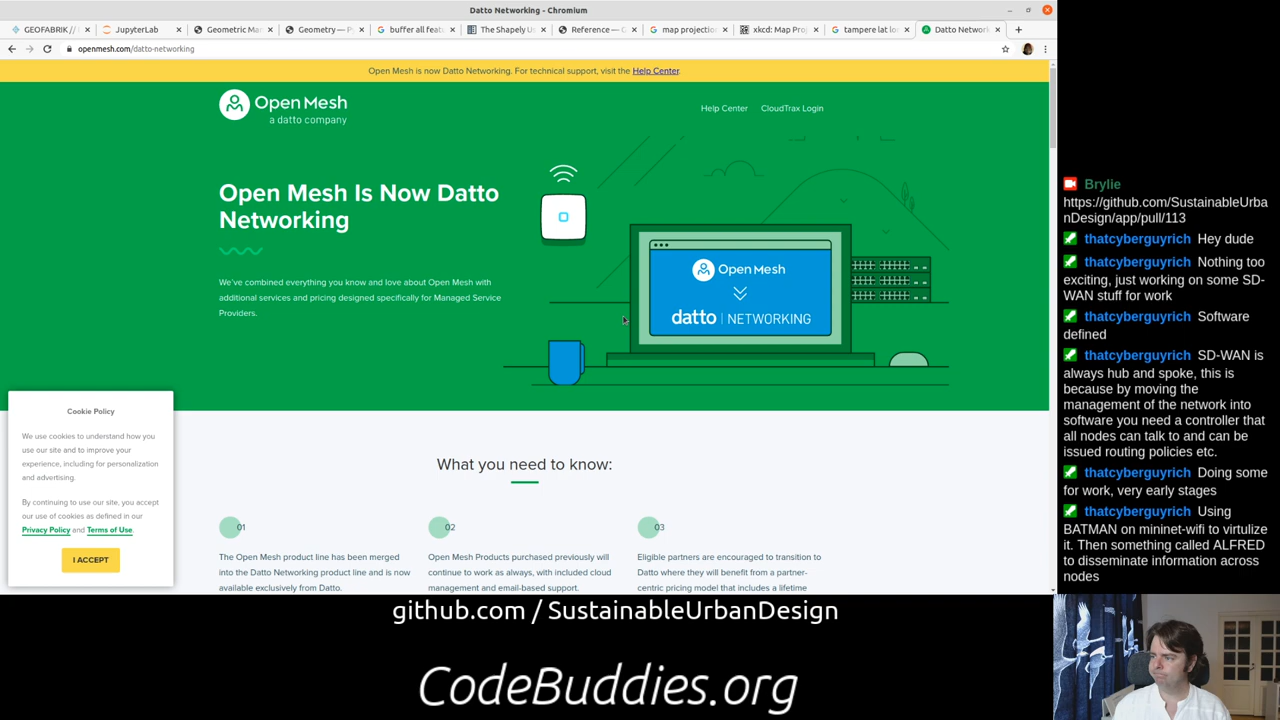 Datto Networking - Chromium
GEOFABRIK //
JupyterLab
Geometric Ma
Geometry — P
buffer all feat
The Shapely U
Reference — C
map projectio
xkcd: Map Pro
tampere lat lo
Datto Network
openmesh.com/datto-networking
Open Mesh is now Datto Networking. For technical support, visit the Help Center.
Open Mesh
a datto company
Help Center
CloudTrax Login
Open Mesh Is Now Datto
Networking
We've combined everything you know and love about Open Mesh with
additional services and pricing designed specifically for Managed Service
Providers.
Open Mesh
datto | NETWORKING
Cookie Policy
We use cookies to understand how you
use our site and to improve your
experience, including for personalization
and advertising.
By continuing to use our site, you accept
our use of cookies as defined in our
Privacy Policy and Terms of Use.
I ACCEPT
What you need to know:
01
The Open Mesh product line has been merged
into the Datto Networking product line and is now
available exclusively from Datto.
02
Open Mesh Products purchased previously will
continue to work as always, with included cloud
management and email-based support.
03
Eligible partners are encouraged to transition to
Datto where they will benefit from a partner-
centric pricing model that includes a lifetime
Brylie
https://github.com/SustainableUrba
nDesign/app/pull/113
thatcyberguyrich Hey dude
thatcyberguyrich Nothing too
exciting, just working on some SD-
WAN stuff for work
thatcyberguyrich Software
defined
thatcyberguyrich SD-WAN is
always hub and spoke, this is
because by moving the
management of the network into
software you need a controller that
all nodes can talk to and can be
issued routing policies etc.
thatcyberguyrich Doing some
for work, very early stages
thatcyberguyrich Using
BATMAN on mininet-wifi to virtulize
it. Then something called ALFRED
to disseminate information across
nodes
github.com / SustainableUrbanDesign
CodeBuddies.org